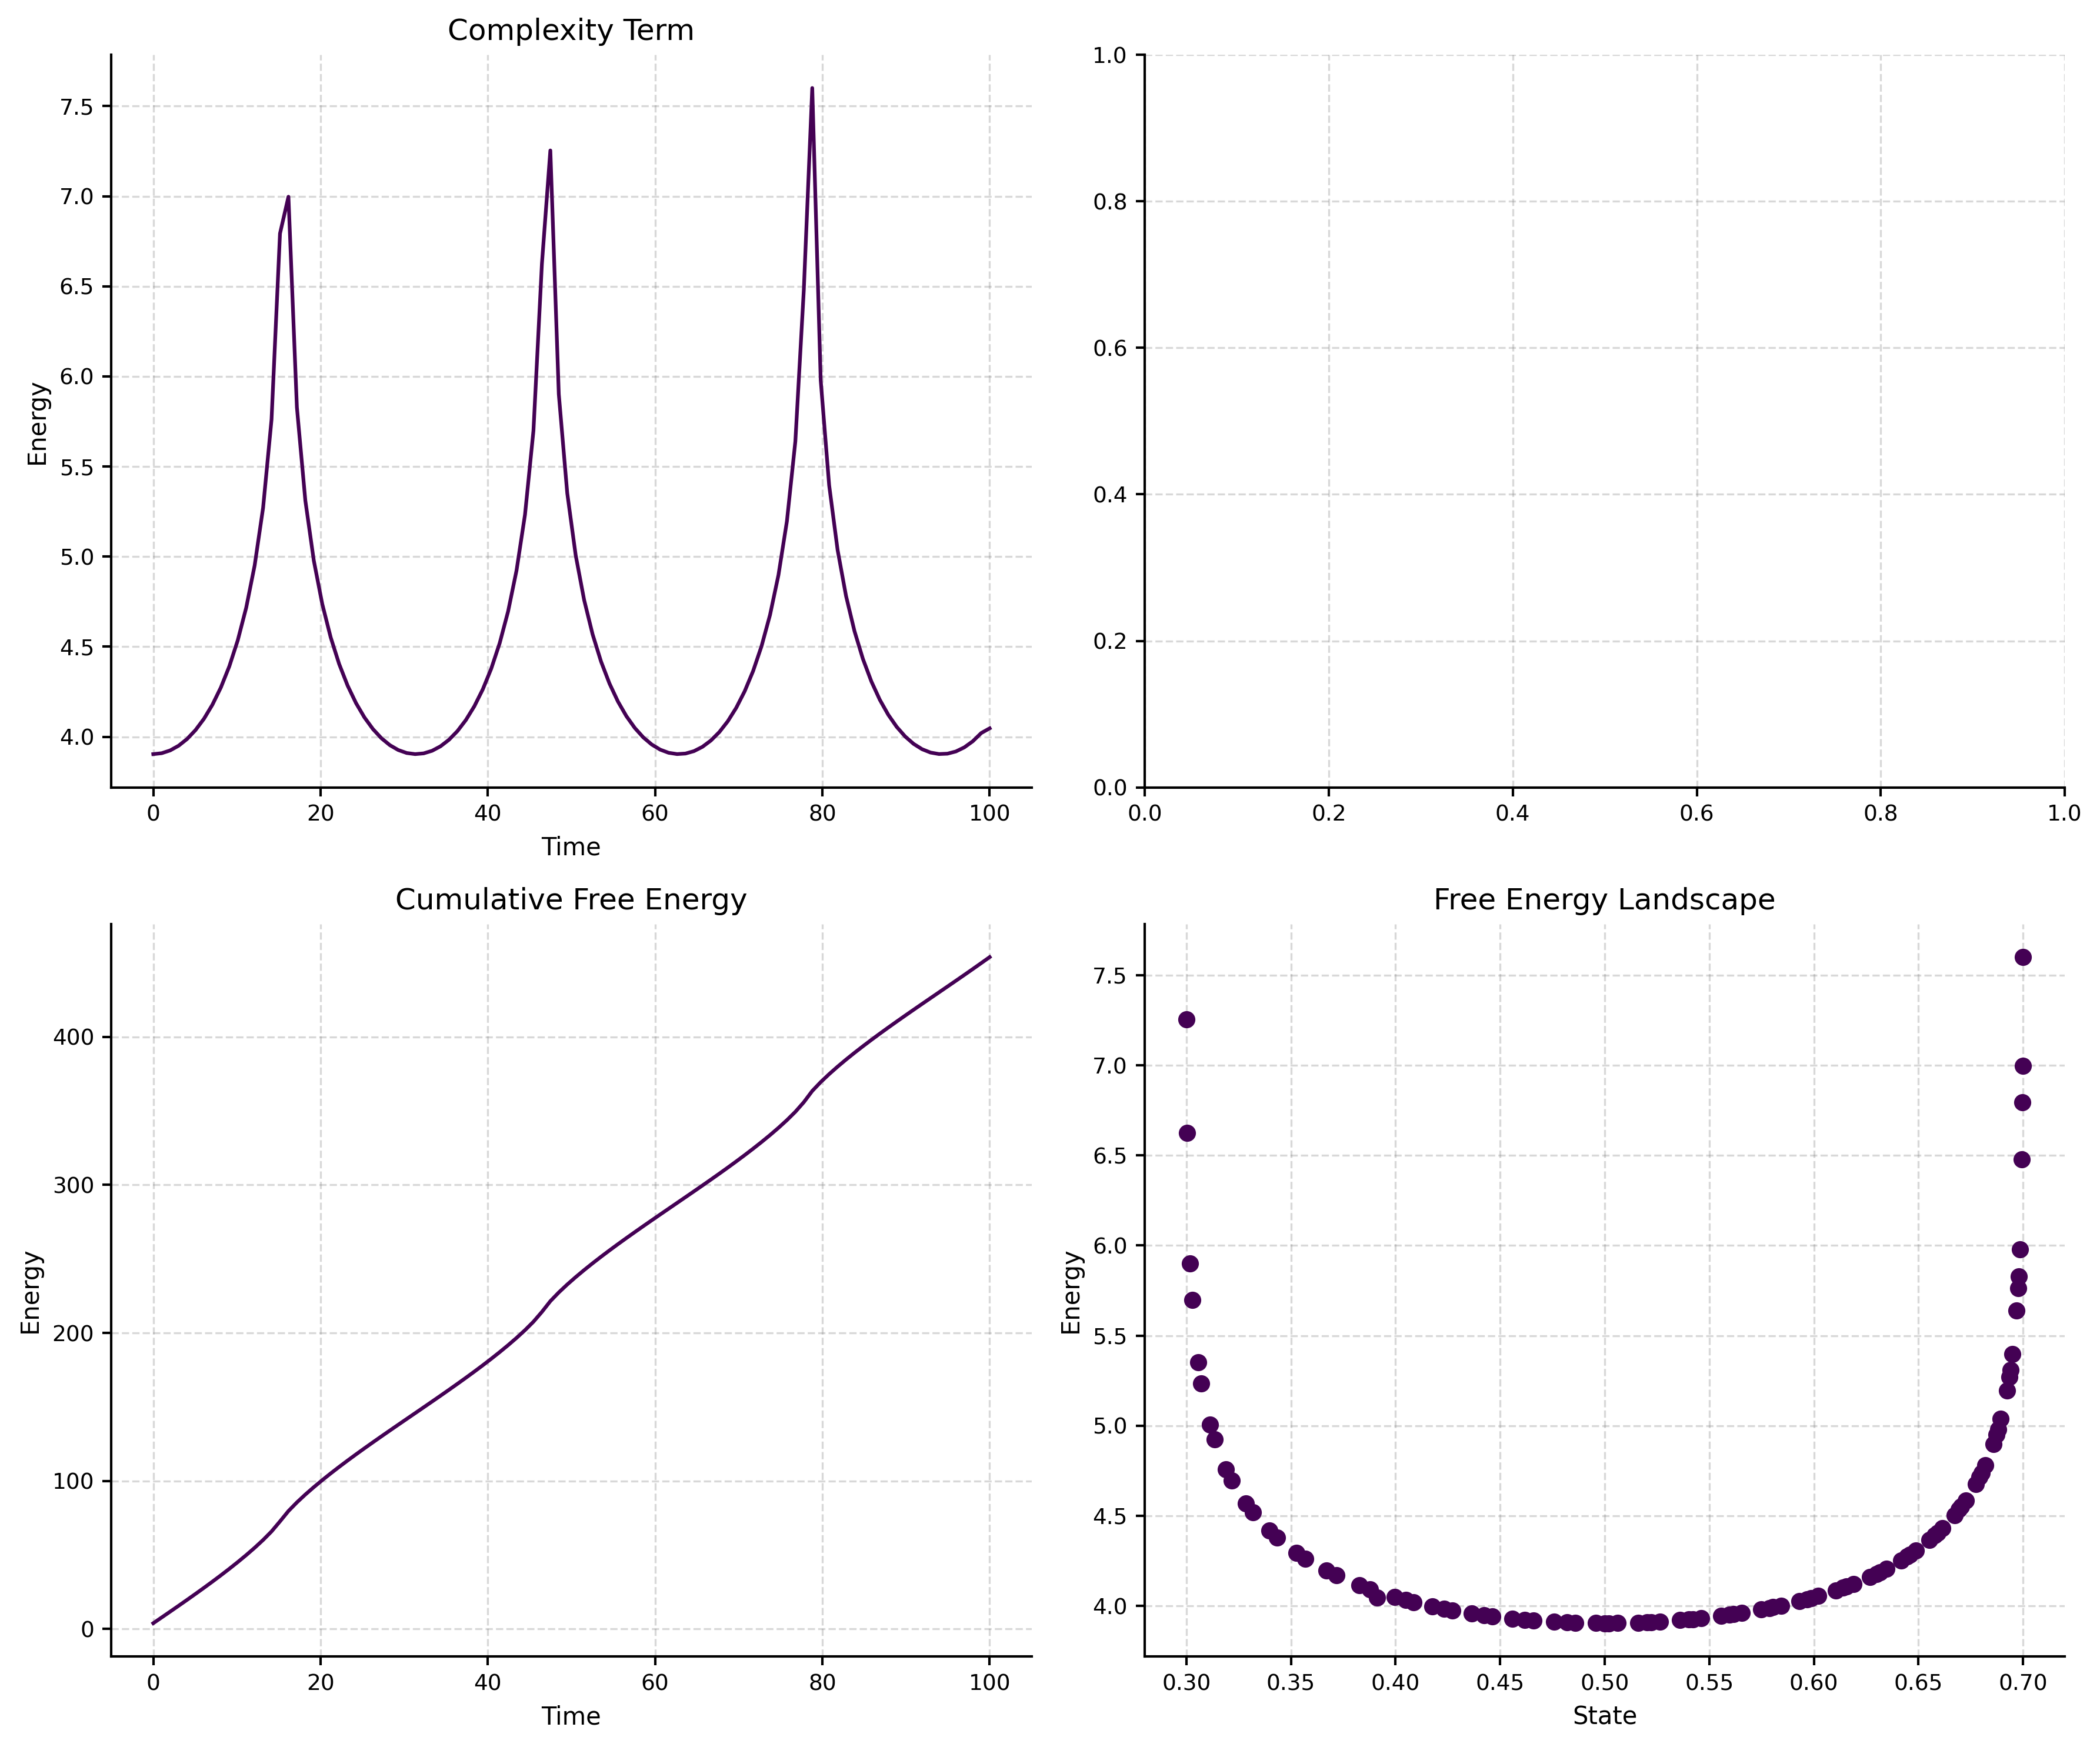 Complexity Term
Energy
7.5
7.0
6.5
6.0
5.5
5.0
4.5
4.0
0 20 40 60 80 100
Time
1.0
0.8
0.6
0.4
0.2
0.0
0.0 0.2 0.4 0.6 0.8 1.0
Cumulative Free Energy
Energy
400
300
200
100
0
0 20 40 60 80 100
Time
Free Energy Landscape
Energy
7.5
7.0
6.5
6.0
5.5
5.0
4.5
4.0
0.30 0.35 0.40 0.45 0.50 0.55 0.60 0.65 0.70
State